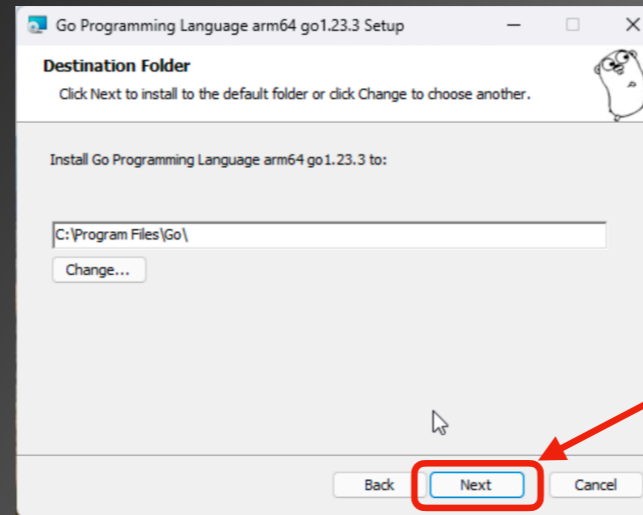 Go Programming Language arm64 go1.23.3 Setup
Destination Folder
Click Next to install to the default folder or click Change to choose another.
Install Go Programming Language arm64 go1.23.3 to:
C:\Program Files\Go\
Change...
Back Next Cancel